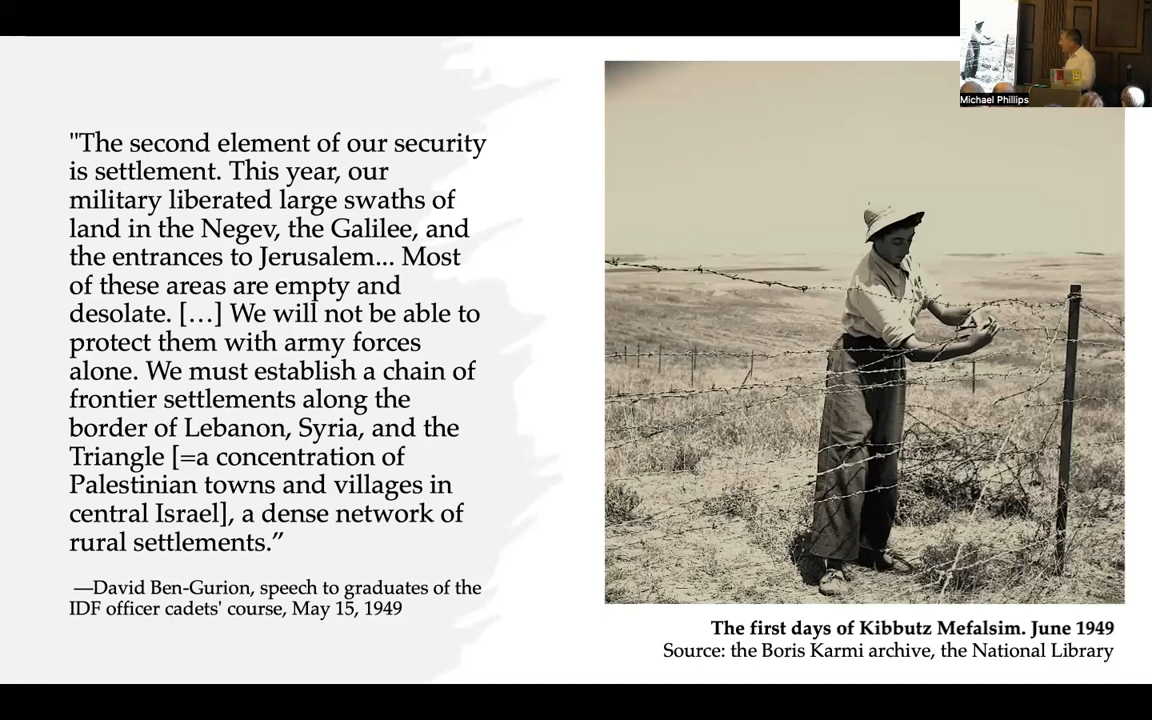 "The second element of our security
is settlement. This year, our
military liberated large swaths of
land in the Negev, the Galilee, and
the entrances to Jerusalem... Most
of these areas are empty and
desolate. […] We will not be able to
protect them with army forces
alone. We must establish a chain of
frontier settlements along the
border of Lebanon, Syria, and the
Triangle [=a concentration of
Palestinian towns and villages in
central Israel], a dense network of
rural settlements.”
—David Ben-Gurion, speech to graduates of the
IDF officer cadets' course, May 15, 1949
Michael Phillips
The first days of Kibbutz Mefalsim. June 1949
Source: the Boris Karmi archive, the National Library